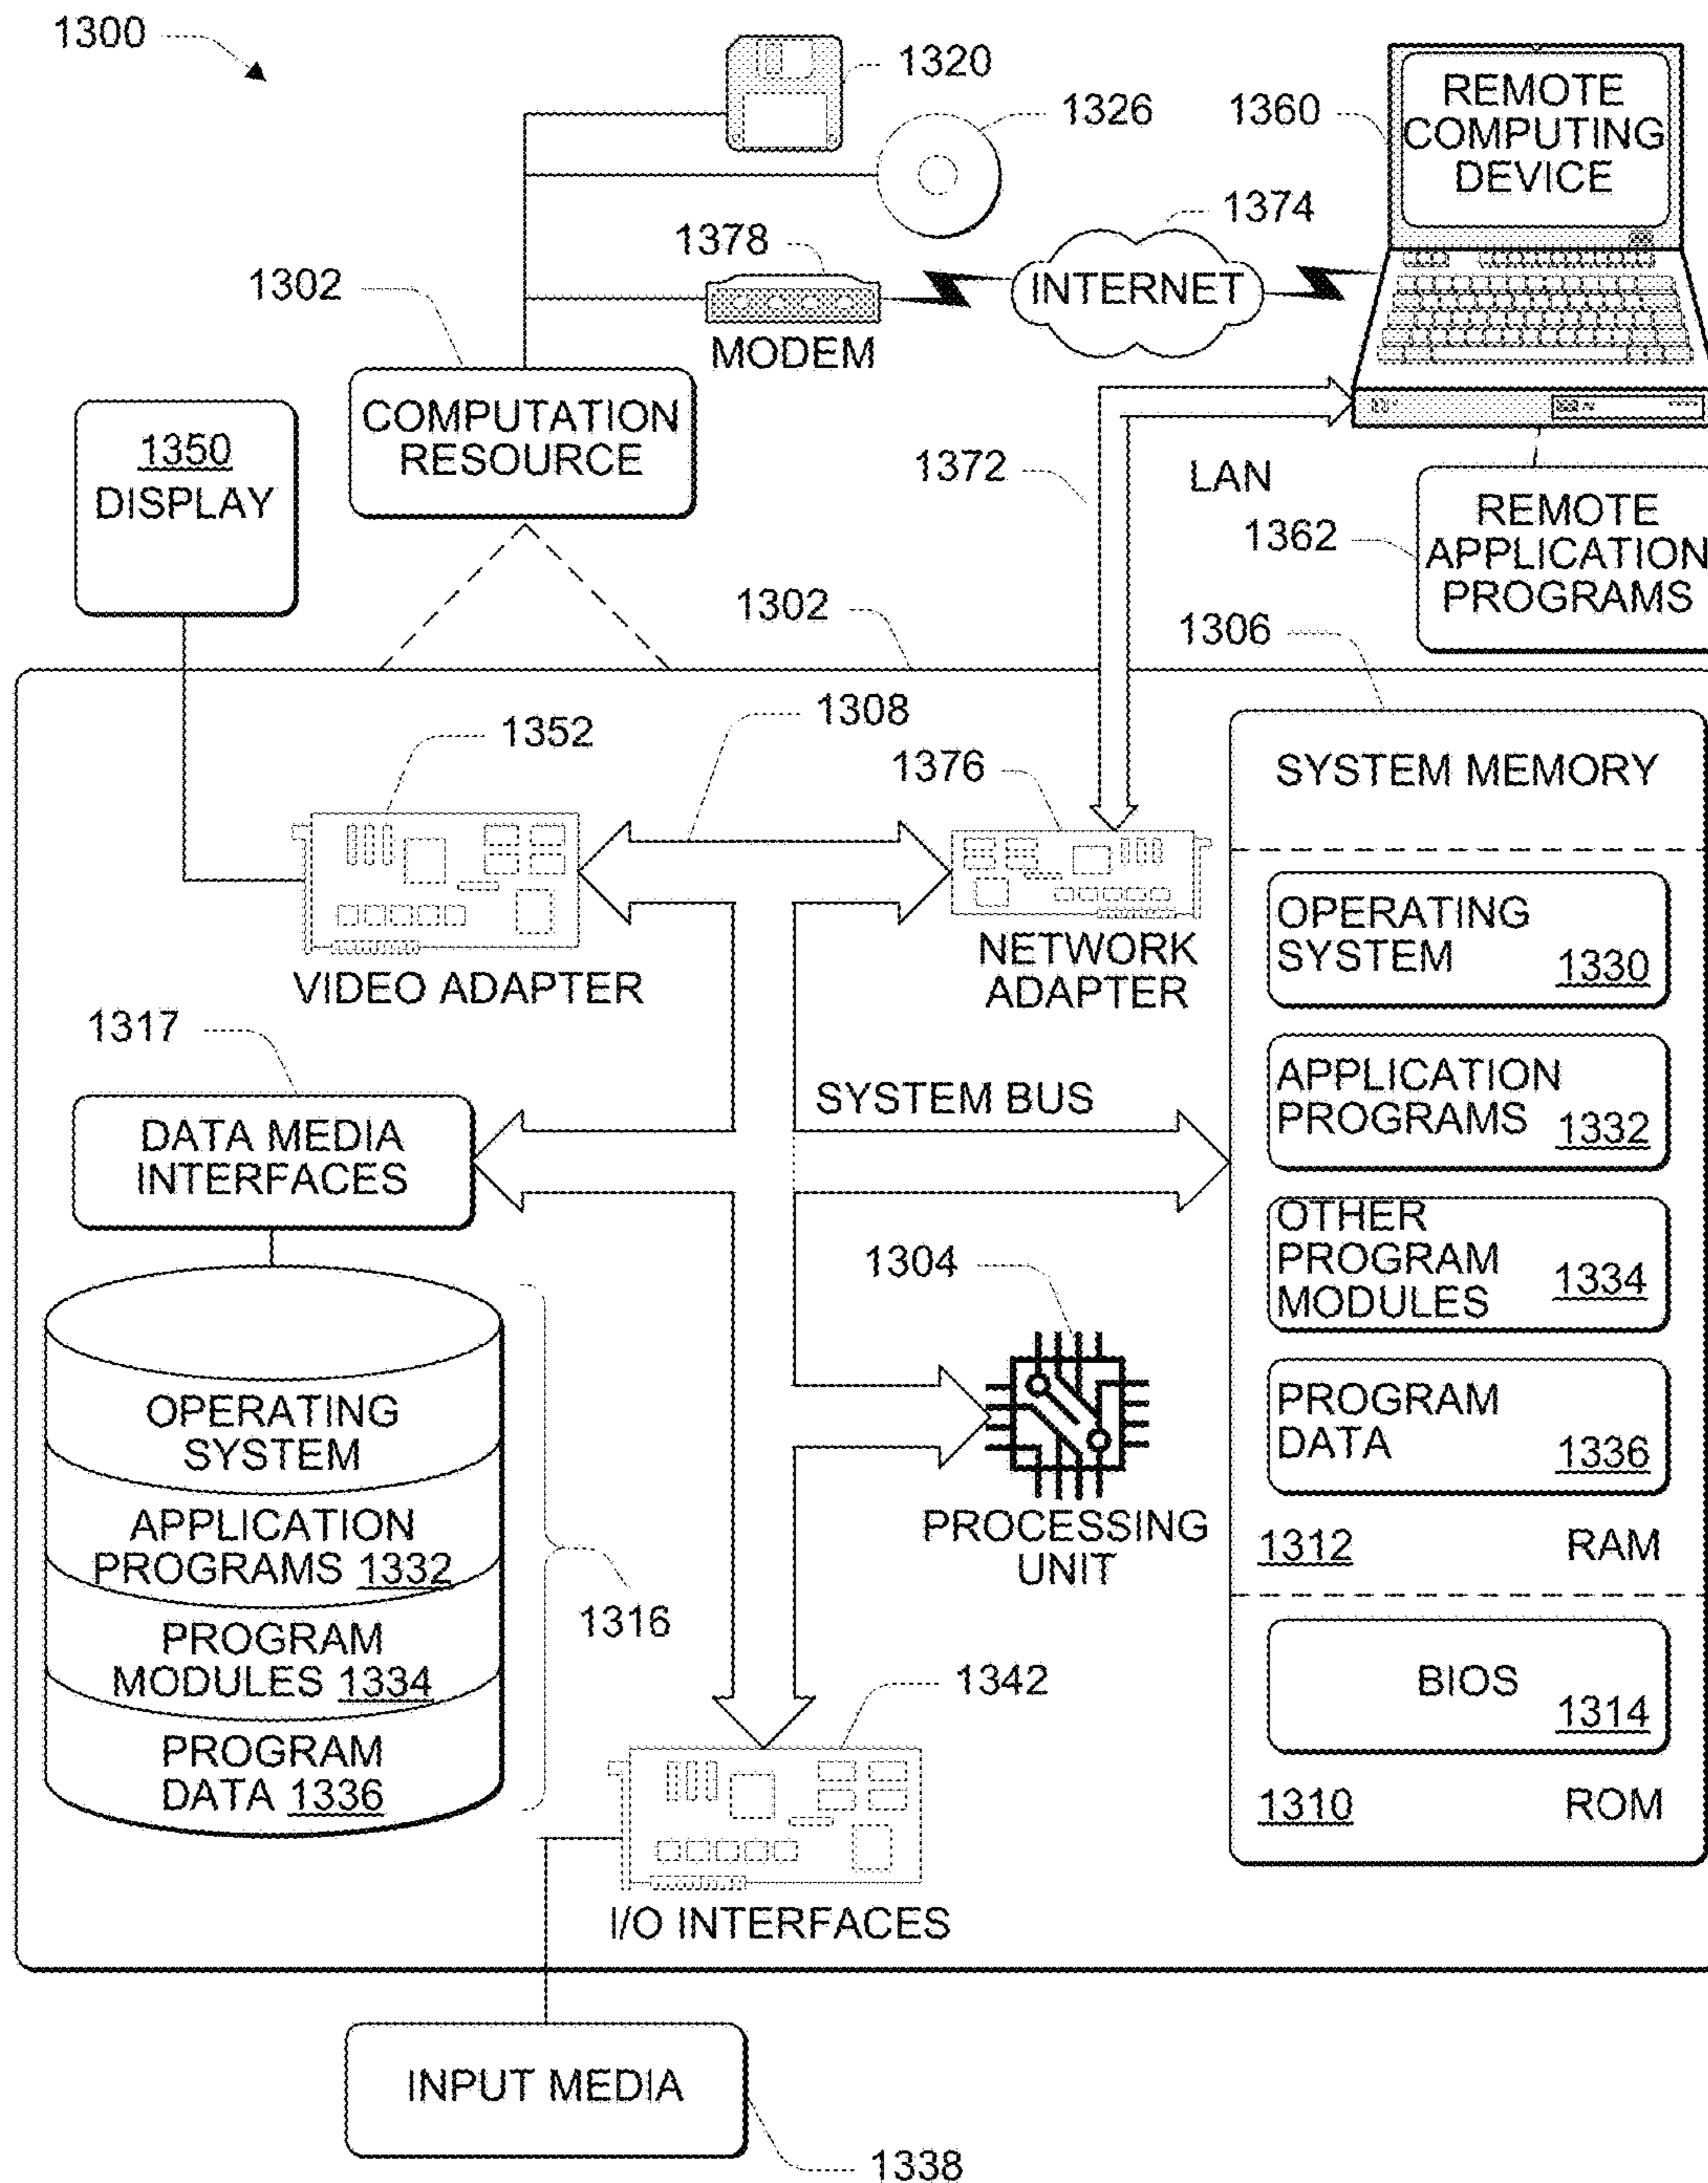 1300
1320
1326
1360
REMOTE
COMPUTING
DEVICE
1374
1378
INTERNET
1302
MODEM
COMPUTATION
RESOURCE
1350
DISPLAY
1372
LAN
REMOTE
APPLICATION
PROGRAMS
1362
1302
1306
1308
1352
1376
SYSTEM MEMORY
OPERATING
SYSTEM
1330
VIDEO ADAPTER
NETWORK
ADAPTER
1317
APPLICATION
PROGRAMS
1332
SYSTEM BUS
DATA MEDIA
INTERFACES
OTHER
PROGRAM
MODULES
1334
1304
PROGRAM
DATA
1336
OPERATING
SYSTEM
PROCESSING
UNIT
1312
RAM
APPLICATION
PROGRAMS 1332
1316
PROGRAM
MODULES 1334
1342
BIOS
1314
PROGRAM
DATA 1336
1310
ROM
I/O INTERFACES
INPUT MEDIA
1338